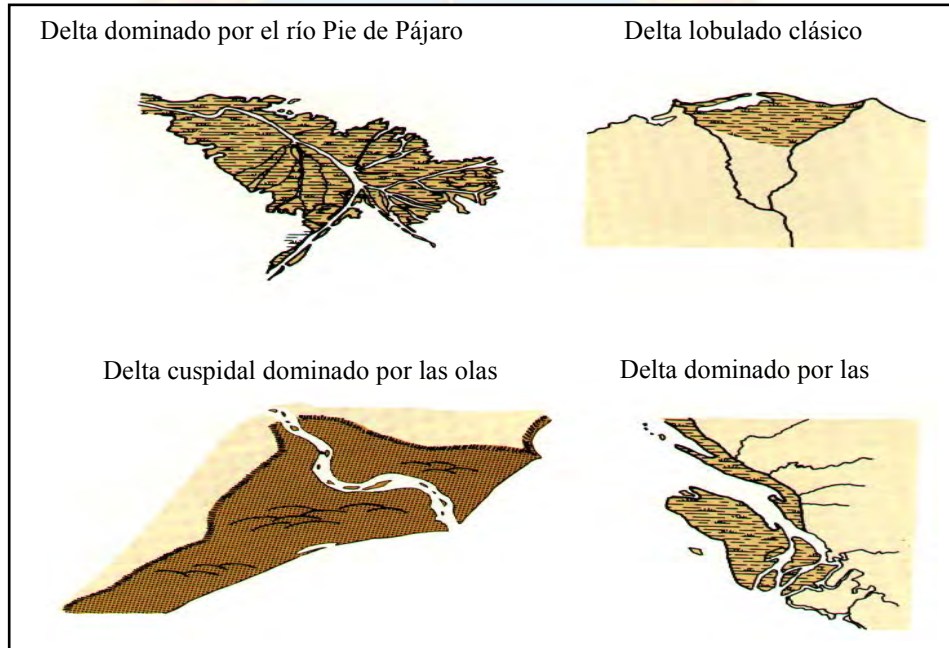 Delta dominado por el río Pie de Pájaro
Delta lobulado clásico
Delta cuspidal dominado por las olas
Delta dominado por las